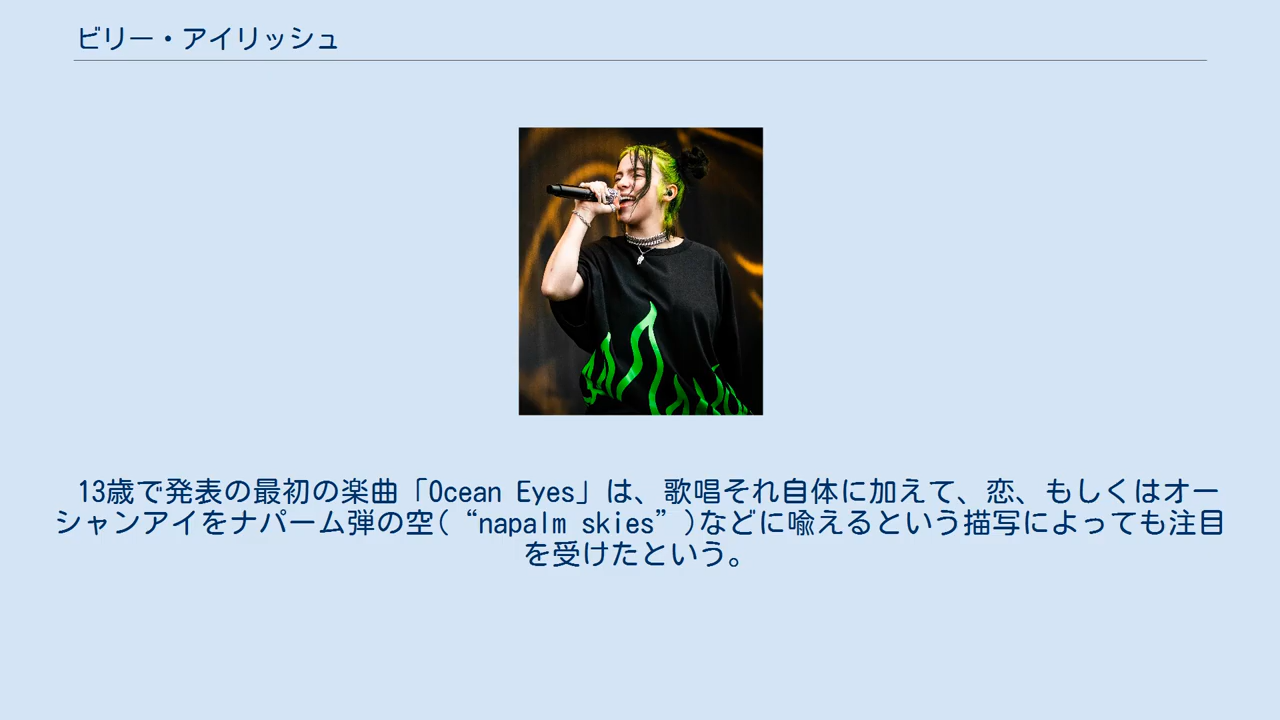 ビリー・アイリッシュ
13歳で発表の最初の楽曲「Ocean Eyes」は、歌唱それ自体に加えて、恋、もしくはオー
シャンアイをナパーム弾の空(“napalm skies”)などに喩えるという描写によっても注目
を受けたという。